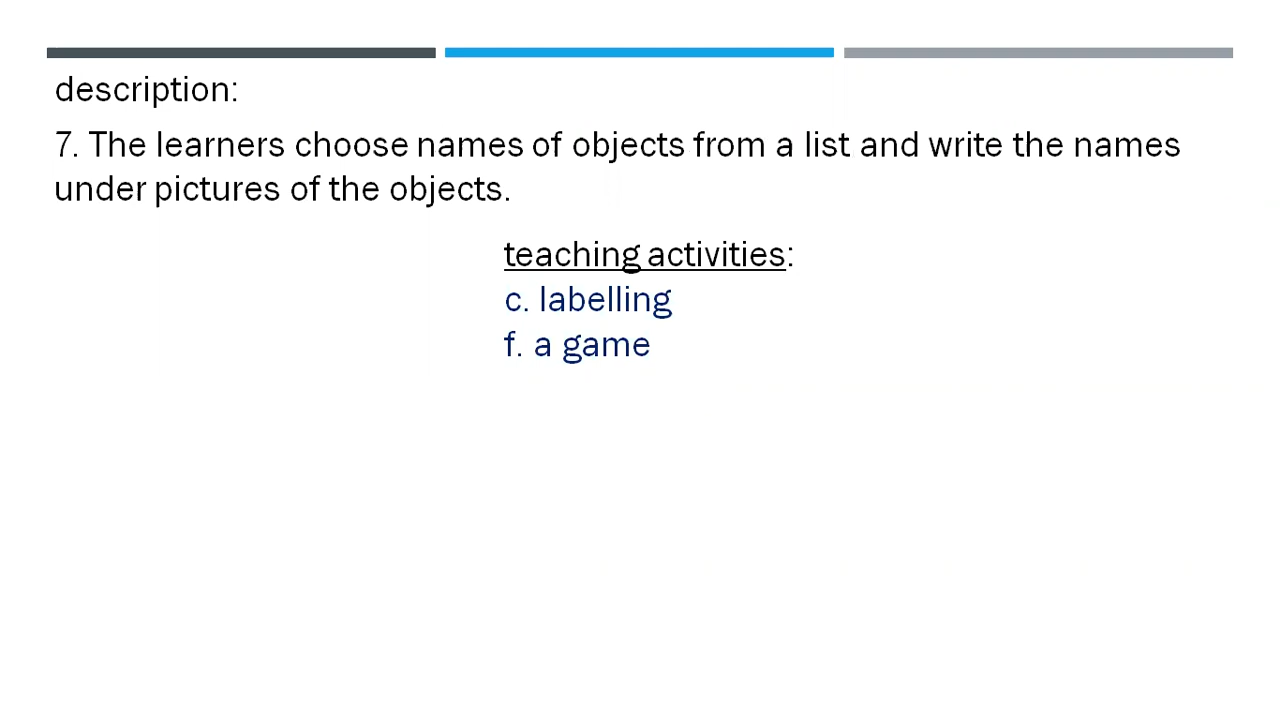 description:
7. The learners choose names of objects from a list and write the names
under pictures of the objects.
teaching activities:
c. labelling
f. a game